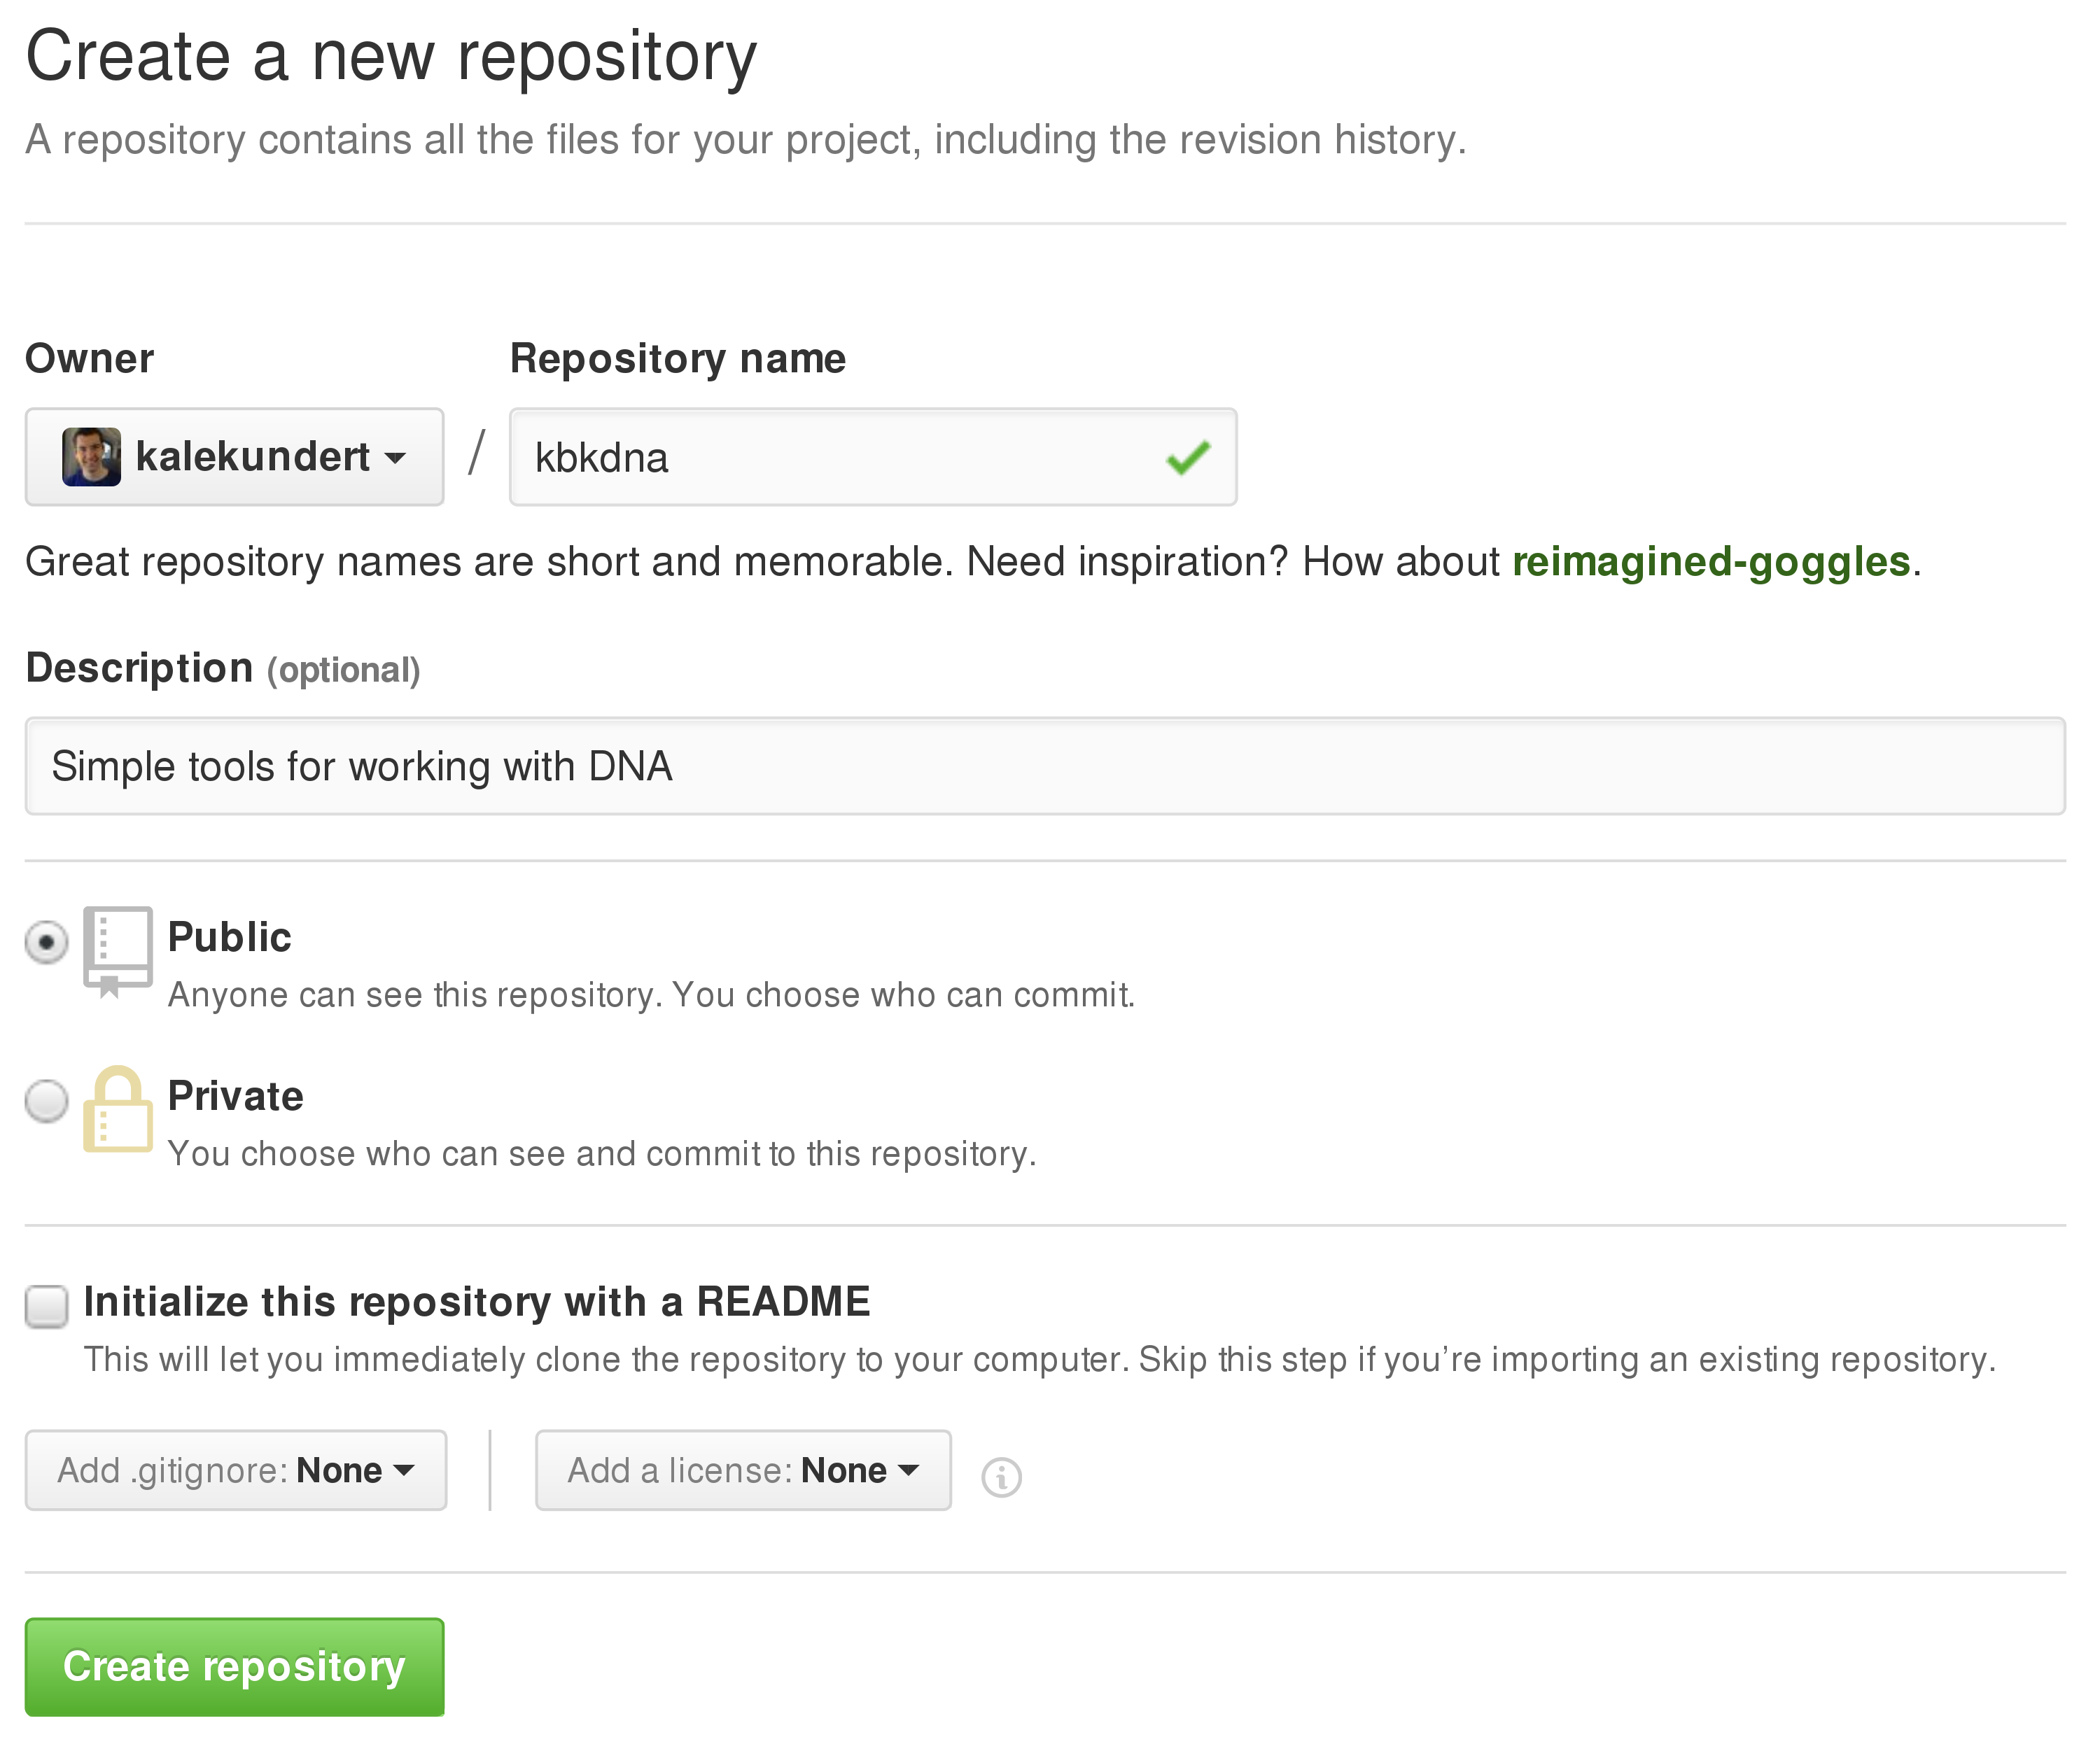 Create a new repository
A repository contains all the files for your project, including the revision history.
Owner
Repository name
kalekundert / kbkdna
Great repository names are short and memorable. Need inspiration? How about reimagined-goggles.
Description (optional)
Simple tools for working with DNA
Public
Anyone can see this repository. You choose who can commit.
Private
You choose who can see and commit to this repository.
Initialize this repository with a README
This will let you immediately clone the repository to your computer. Skip this step if you’re importing an existing repository.
Add .gitignore: None
Add a license: None
Create repository